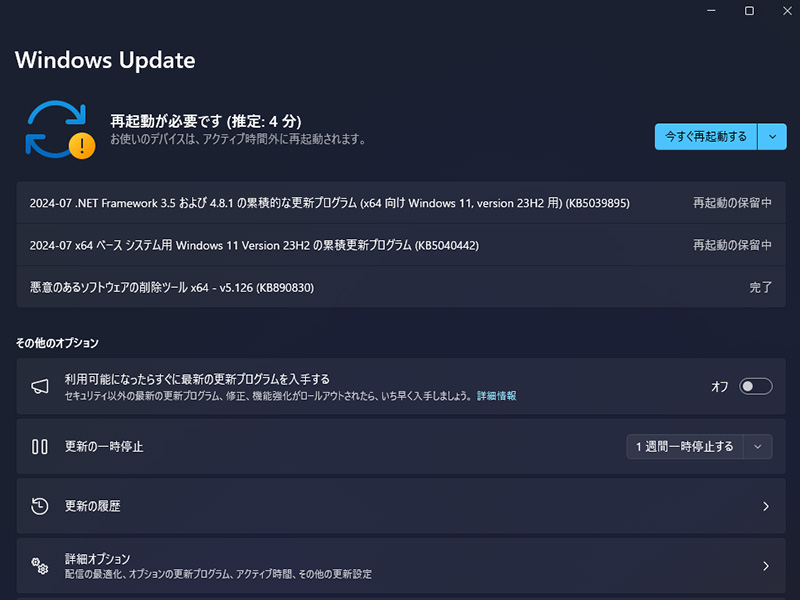 Windows Update
再起動が必要です (推定: 4 分)
お使いのデバイスは、アクティブ時間外に再起動されます。
今すぐ再起動する
2024-07 .NET Framework 3.5 および 4.8.1 の累積的な更新プログラム (x64 向け Windows 11, version 23H2 用) (KB5039895)
再起動の保留中
2024-07 x64 ベース システム用 Windows 11 Version 23H2 の累積更新プログラム (KB5040442)
再起動の保留中
悪意のあるソフトウェアの削除ツール x64 - v5.126 (KB890830)
完了
その他のオプション
利用可能になったらすぐに最新の更新プログラムを入手する
セキュリティ以外の最新の更新プログラム、修正、機能強化がロールアウトされたら、いち早く入手しましょう。 詳細情報
オフ
更新の一時停止
1 週間一時停止する
更新の履歴
詳細オプション
配信の最適化、オプションの更新プログラム、アクティブ時間、その他の更新設定